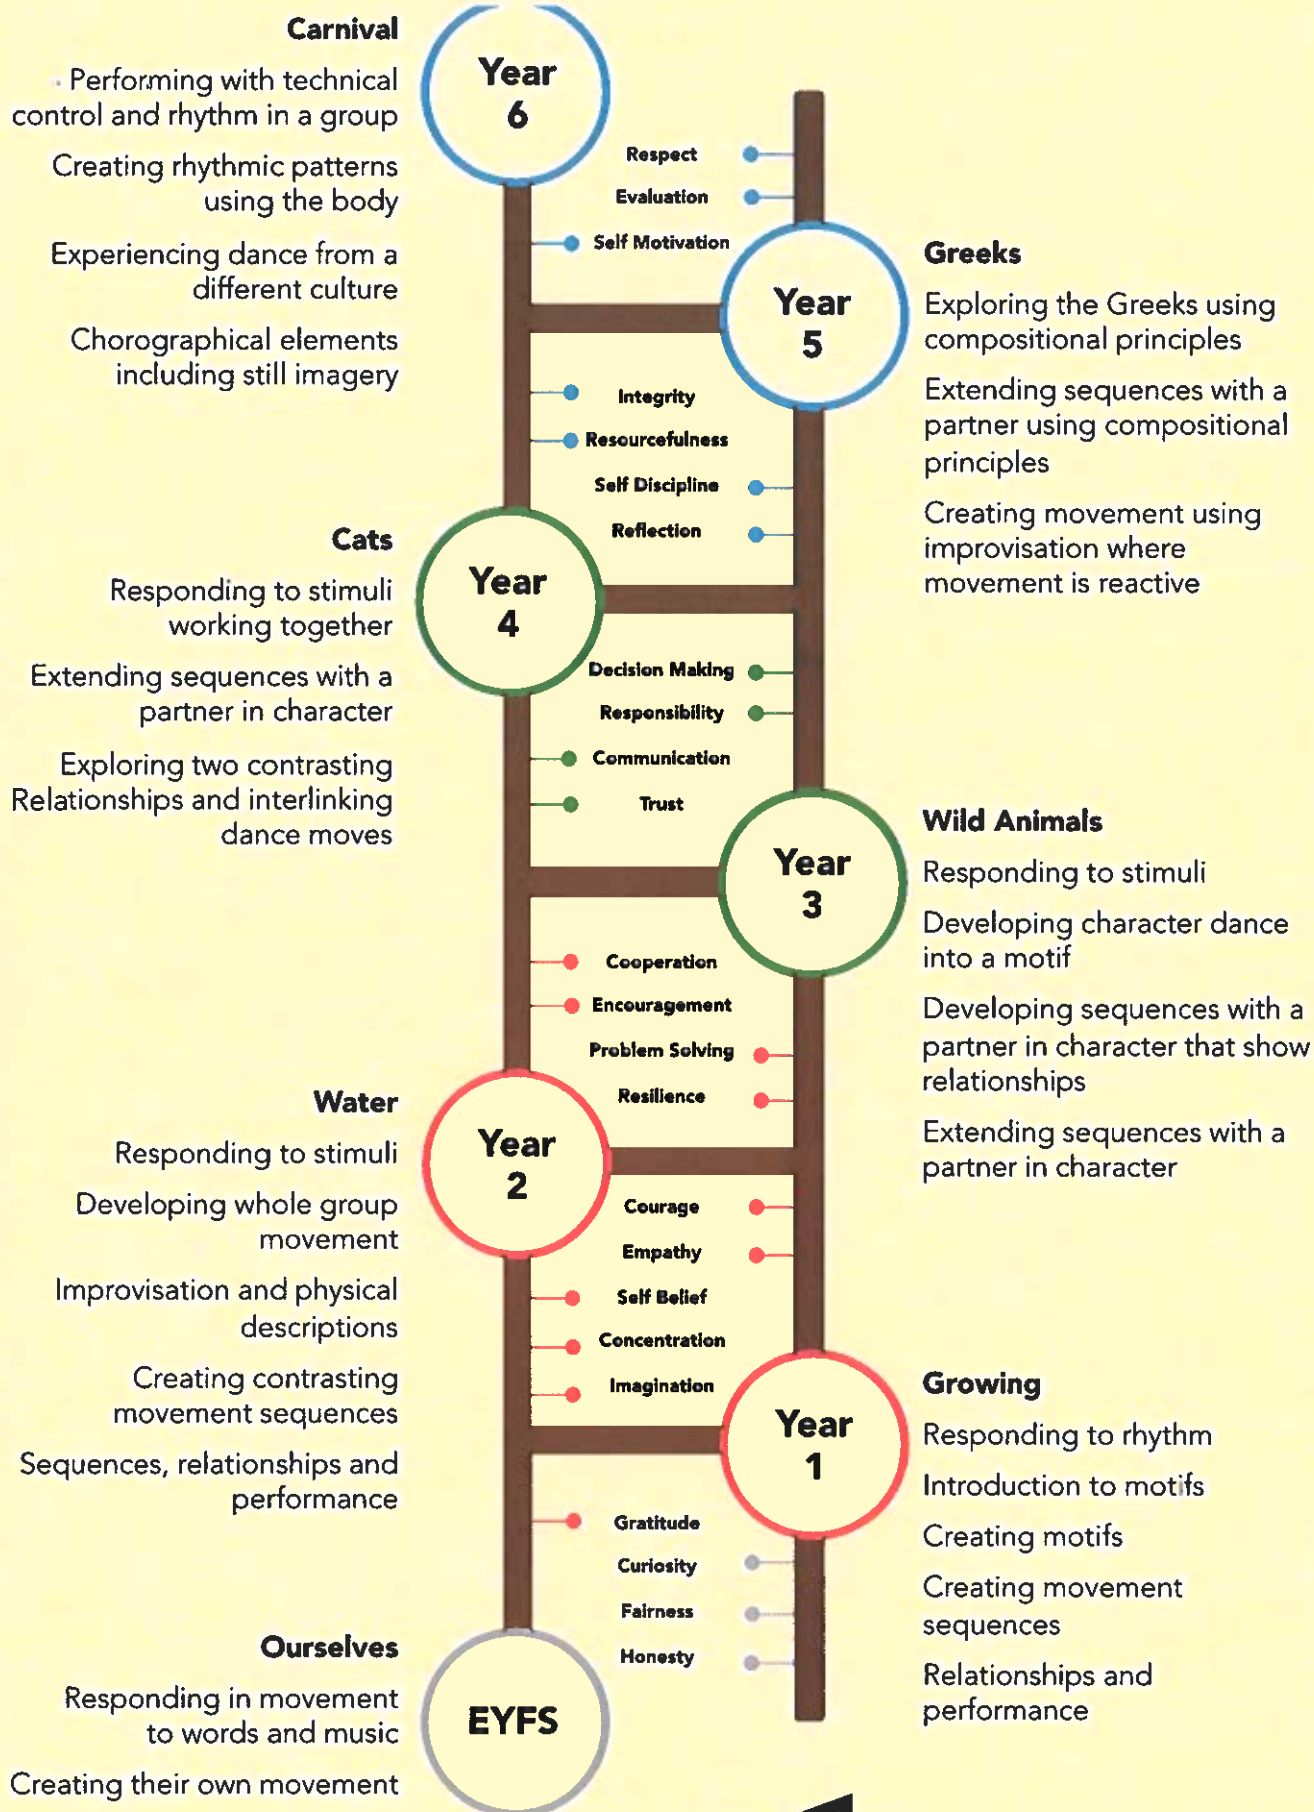 Carnival
Performing with technical
control and rhythm in a group
Creating rhythmic patterns
using the body
Experiencing dance from a
different culture
Chorographical elements
including still imagery
Year
6
Respect
Evaluation
Self Motivation
Year
5
Greeks
Exploring the Greeks using
compositional principles
Extending sequences with a
partner using compositional
principles
Creating movement using
improvisation where
movement is reactive
Integrity
Resourcefulness
Self Discipline
Reflection
Cats
Responding to stimuli
working together
Extending sequences with a
partner in character
Exploring two contrasting
Relationships and interlinking
dance moves
Year
4
Decision Making
Responsibility
Communication
Trust
Year
3
Wild Animals
Responding to stimuli
Developing character dance
into a motif
Developing sequences with a
partner in character that show
relationships
Extending sequences with a
partner in character
Cooperation
Encouragement
Problem Solving
Resilience
Water
Responding to stimuli
Developing whole group
movement
Improvisation and physical
descriptions
Creating contrasting
movement sequences
Sequences, relationships and
performance
Year
2
Courage
Empathy
Self Belief
Concentration
Imagination
Year
1
Growing
Responding to rhythm
Introduction to motifs
Creating motifs
Creating movement
sequences
Relationships and
performance
Gratitude
Curiosity
Fairness
Honesty
Ourselves
Responding in movement
to words and music
Creating their own movement
EYFS